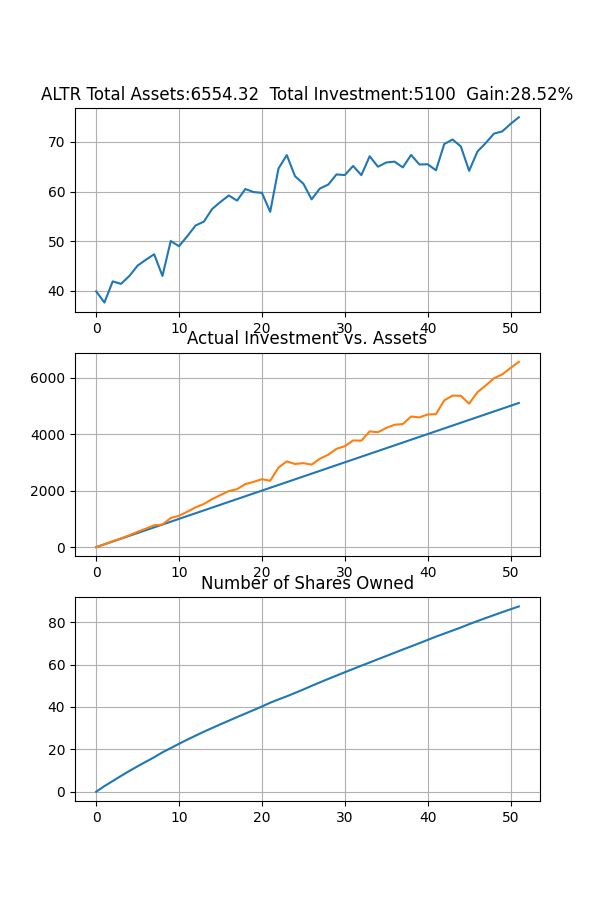 ALTR Total Assets:6554.32  Total Investment:5100  Gain:28.52%
70
60
50
40
0 10 20 30 40 50
Actual Investment vs. Assets
6000
4000
2000
0
0 10 20 30 40 50
Number of Shares Owned
80
60
40
20
0
0 10 20 30 40 50